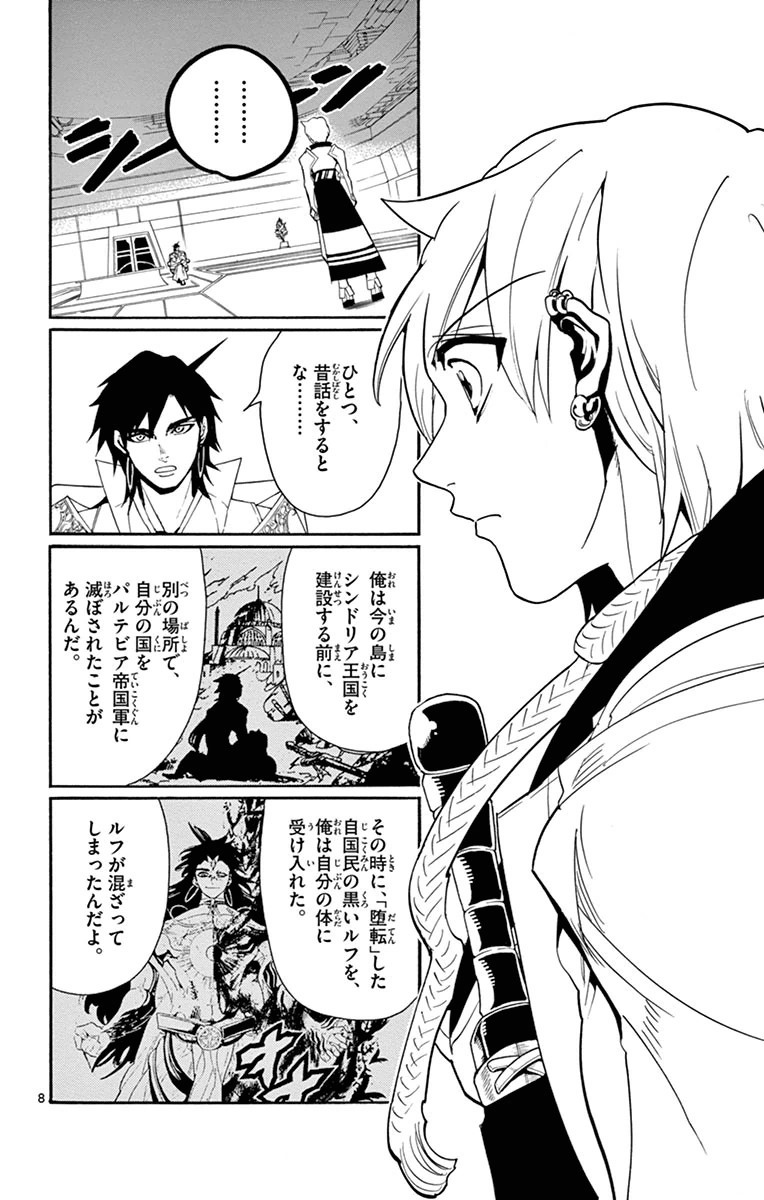 ………
………
ひとつ、
昔話をすると
な………
俺は今の島に
シンドリア王国を
建設する前に、
別の場所で、
自分の国を
パルテビア帝国軍に
滅ぼされたことが
あるんだ。
その時に、「堕転」した
自国民の黒いルフを、
俺は自分の体に
受け入れた。
ルフが混ざって
しまったんだよ。
オオ
8